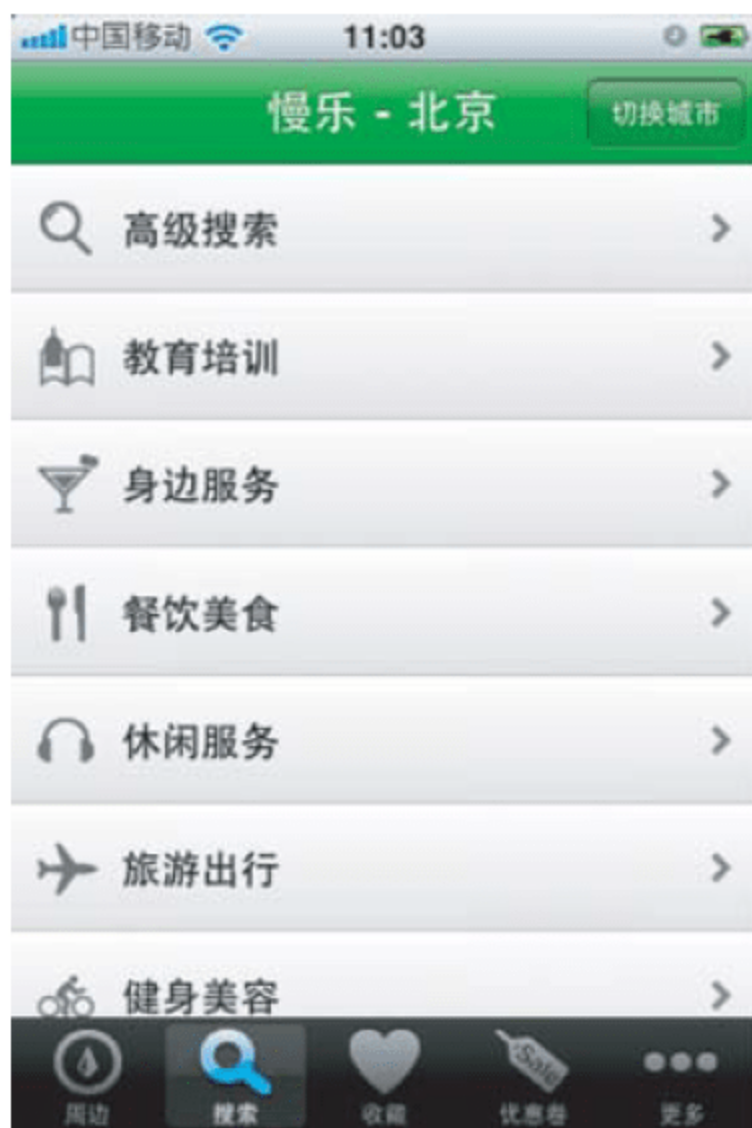 中国移动 11:03
慢乐 - 北京 切换城市
高级搜索
教育培训
身边服务
餐饮美食
休闲服务
旅游出行
健身美容
Sale
周边 搜索 收藏 优惠卷 更多